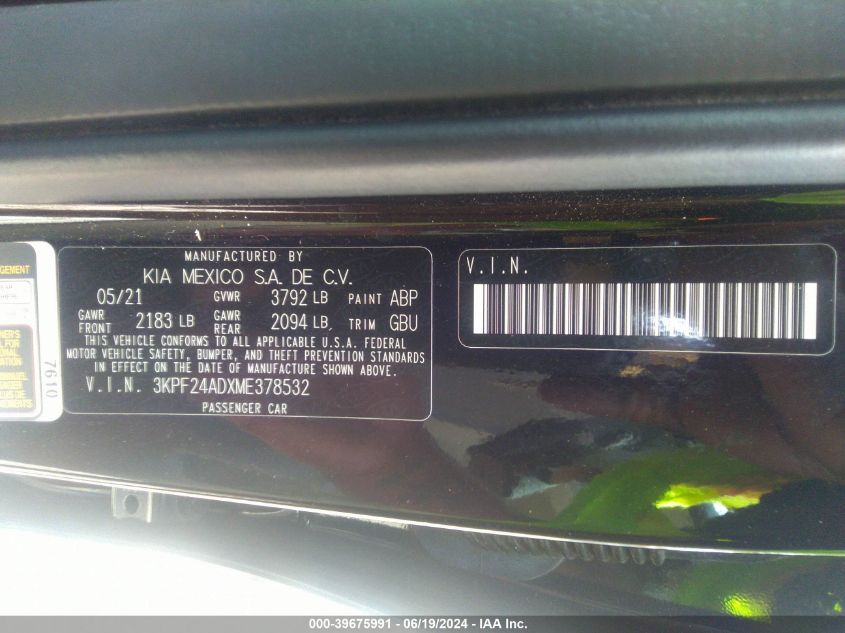 MANUFACTURED BY
KIA MEXICO S.A. DE C.V.
05/21 GVWR 3792 LB PAINT ABP
GAWR FRONT 2183 LB GAWR REAR 2094 LB TRIM GBU
THIS VEHICLE CONFORMS TO ALL APPLICABLE U.S.A. FEDERAL
MOTOR VEHICLE SAFETY, BUMPER, AND THEFT PREVENTION STANDARDS
IN EFFECT ON THE DATE OF MANUFACTURE SHOWN ABOVE.
V.I.N. 3KPF24ADXME378532
PASSENGER CAR
V.I.N.
7610
000-39675991 - 06/19/2024 - IAA Inc.